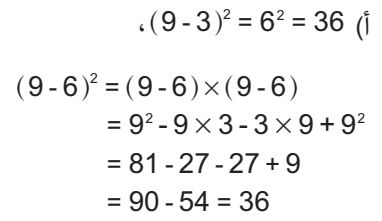 أ) (9 - 3)² = 6² = 36 ،
(9 - 6)² = (9 - 6) × (9 - 6)
= 9² - 9 × 3 - 3 × 9 + 9²
= 81 - 27 - 27 + 9
= 90 - 54 = 36